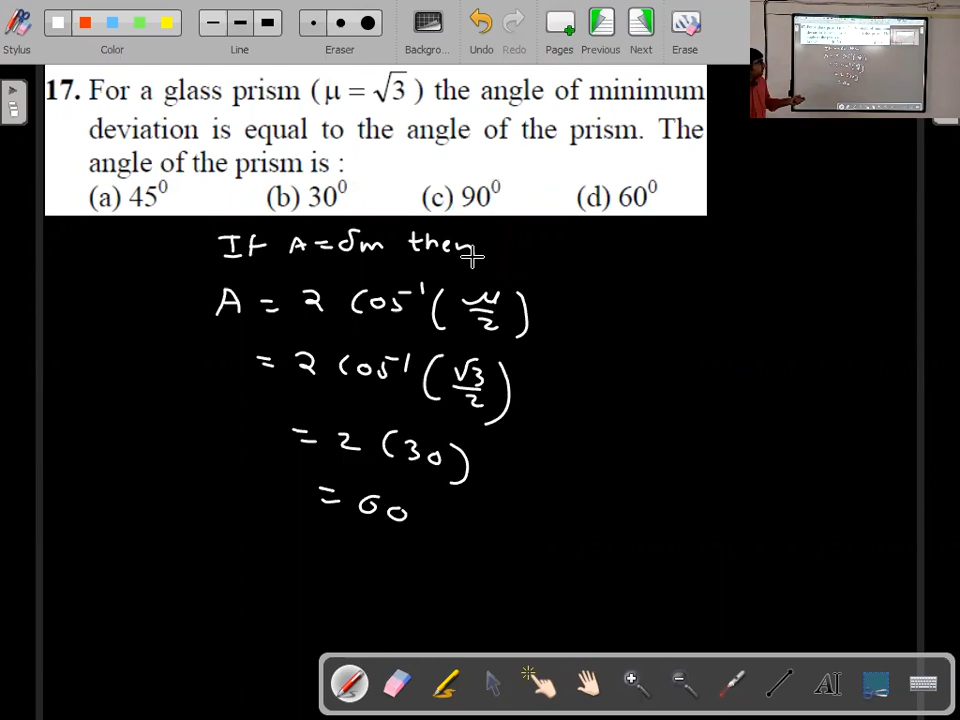 Stylus Color Line Eraser Backgro... Undo Redo Pages Previous Next Erase
17. For a glass prism ( μ = √3 ) the angle of minimum
deviation is equal to the angle of the prism. The
angle of the prism is :
(a) 45⁰ (b) 30⁰ (c) 90⁰ (d) 60⁰
If A = δm then
A = 2 cos⁻¹ ( μ/2 )
= 2 cos⁻¹ ( √3/2 )
= 2 (30)
= 60
AI